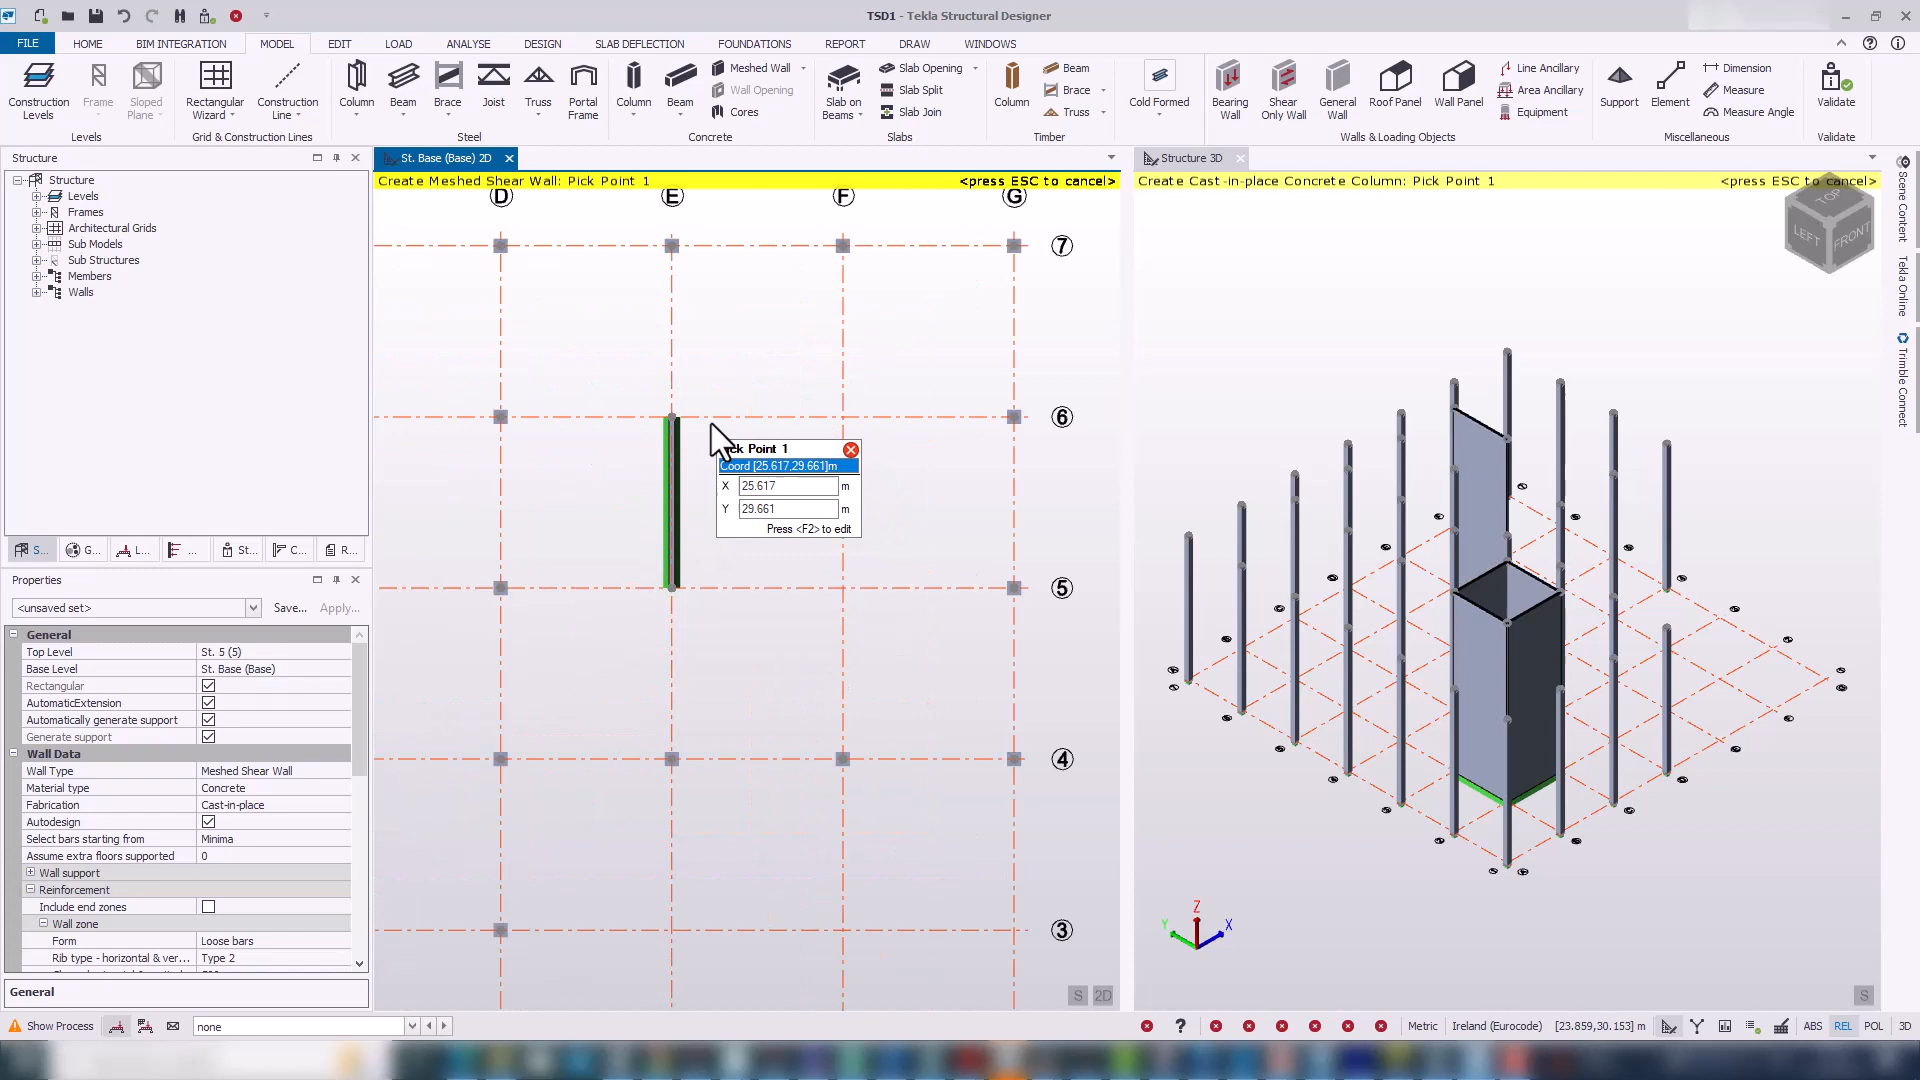 TSD1 - Tekla Structural Designer
FILE HOME BIM INTEGRATION MODEL EDIT LOAD ANALYSE DESIGN SLAB DEFLECTION FOUNDATIONS REPORT DRAW WINDOWS
Construction Levels
Frame
Sloped Plane
Levels
Rectangular Wizard
Construction Line
Grid & Construction Lines
Column
Beam
Brace
Joist
Truss
Portal Frame
Steel
Column
Beam
Meshed Wall
Wall Opening
Cores
Concrete
Slab on Beams
Slab Opening
Slab Split
Slab Join
Slabs
Column
Beam
Brace
Truss
Timber
Cold Formed
Bearing Wall
Shear Only Wall
General Wall
Roof Panel
Wall Panel
Line Ancillary
Area Ancillary
Equipment
Walls & Loading Objects
Support
Element
Dimension
Measure
Measure Angle
Miscellaneous
Validate
Validate
Structure
Structure
Levels
Frames
Architectural Grids
Sub Models
Sub Structures
Members
Walls
S... G... L... ... St... C... R...
Properties
<unsaved set> Save... Apply...
General
Top Level St. 5 (5)
Base Level St. Base (Base)
Rectangular
AutomaticExtension
Automatically generate support
Generate support
Wall Data
Wall Type Meshed Shear Wall
Material type Concrete
Fabrication Cast-in-place
Autodesign
Select bars starting from Minima
Assume extra floors supported 0
Wall support
Reinforcement
Include end zones
Wall zone
Form Loose bars
Rib type - horizontal & ver... Type 2
General
St. Base (Base) 2D
Create Meshed Shear Wall: Pick Point 1 <press ESC to cancel>
D E F G
7
6
5
4
3
ck Point 1
Coord [25.617,29.661]m
X 25.617 m
Y 29.661 m
Press <F2> to edit
S 2D
Structure 3D
Create Cast-in-place Concrete Column: Pick Point 1 <press ESC to cancel>
TOP
LEFT FRONT
Z
Y X
S
Scene Content
Tekla Online
Trimble Connect
Show Process none Metric Ireland (Eurocode) [23.859,30.153] m ABS REL POL 3D